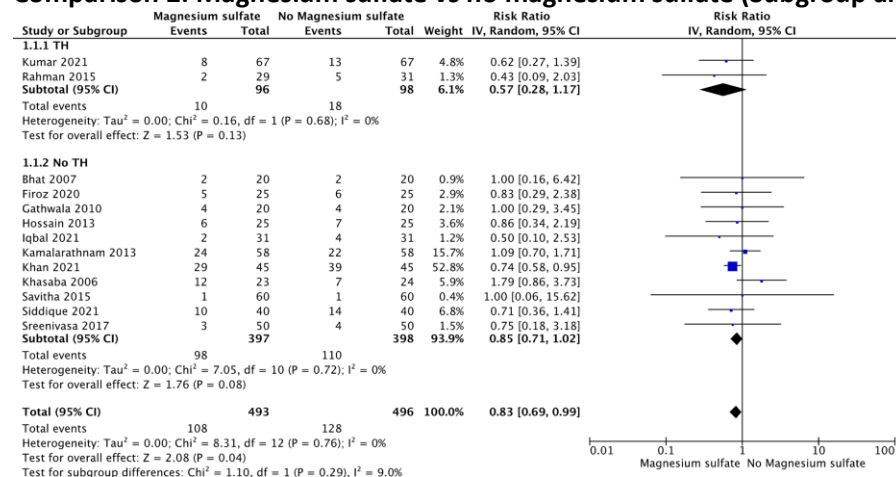 Comparison 1: Magnesium sulfate vs no magnesium sulfate (subgroup
Magnesium sulfate No Magnesium sulfate Risk Ratio Risk Ratio
Study or Subgroup Events Total Events Total Weight IV, Random, 95% CI IV, Random, 95% CI
1.1.1 TH
Kumar 2021 8 67 13 67 4.8% 0.62 [0.27, 1.39]
Rahman 2015 2 29 5 31 1.3% 0.43 [0.09, 2.03]
Subtotal (95% CI) 96 98 6.1% 0.57 [0.28, 1.17]
Total events 10 18
Heterogeneity: Tau² = 0.00; Chi² = 0.16, df = 1 (P = 0.68); I² = 0%
Test for overall effect: Z = 1.53 (P = 0.13)
1.1.2 No TH
Bhat 2007 2 20 2 20 0.9% 1.00 [0.16, 6.42]
Firoz 2020 5 25 6 25 2.9% 0.83 [0.29, 2.38]
Gathwala 2010 4 20 4 20 2.1% 1.00 [0.29, 3.45]
Hossain 2013 6 25 7 25 3.6% 0.86 [0.34, 2.19]
Iqbal 2021 2 31 4 31 1.2% 0.50 [0.10, 2.53]
Kamalarathnam 2013 24 58 22 58 15.7% 1.09 [0.70, 1.71]
Khan 2021 29 45 39 45 52.8% 0.74 [0.58, 0.95]
Khasaba 2006 12 23 7 24 5.9% 1.79 [0.86, 3.73]
Savitha 2015 1 60 1 60 0.4% 1.00 [0.06, 15.62]
Siddique 2021 10 40 14 40 6.8% 0.71 [0.36, 1.41]
Sreenivasa 2017 3 50 4 50 1.5% 0.75 [0.18, 3.18]
Subtotal (95% CI) 397 398 93.9% 0.85 [0.71, 1.02]
Total events 98 110
Heterogeneity: Tau² = 0.00; Chi² = 7.05, df = 10 (P = 0.72); I² = 0%
Test for overall effect: Z = 1.76 (P = 0.08)
Total (95% CI) 493 496 100.0% 0.83 [0.69, 0.99]
Total events 108 128
Heterogeneity: Tau² = 0.00; Chi² = 8.31, df = 12 (P = 0.76); I² = 0%
Test for overall effect: Z = 2.08 (P = 0.04)
Test for subgroup differences: Chi² = 1.10, df = 1 (P = 0.29), I² = 9.0%
0.01 0.1 1 10 100
Magnesium sulfate No Magnesium sulfate